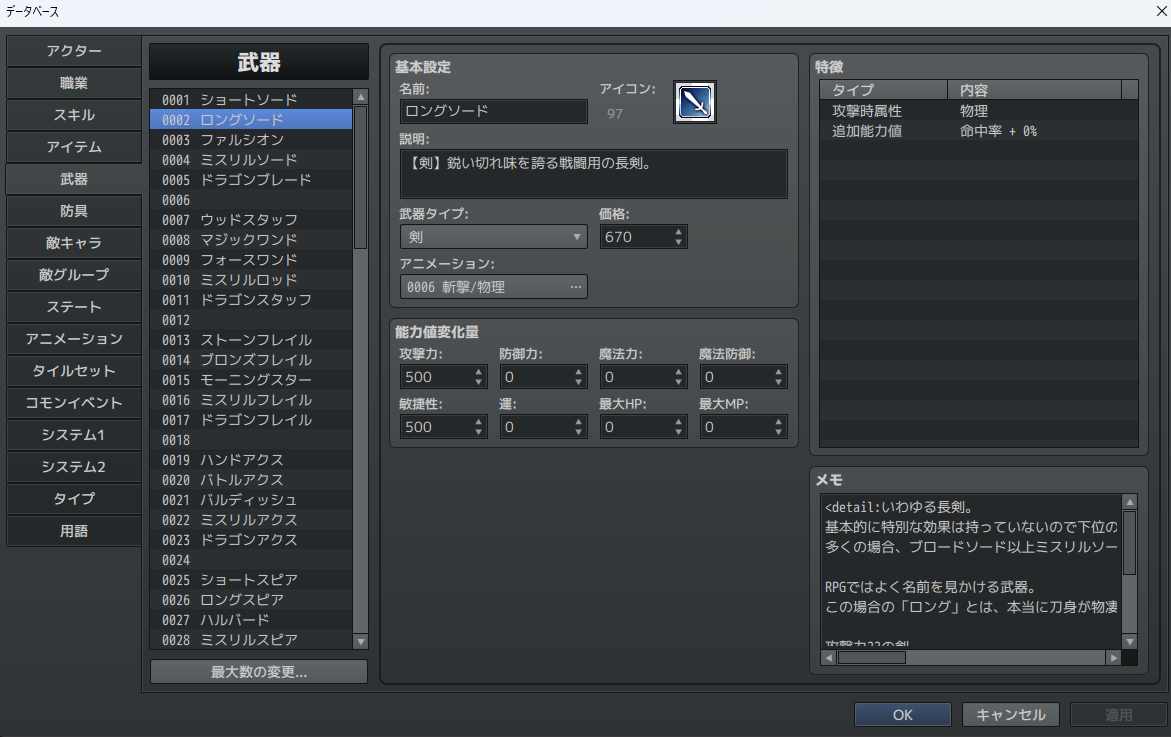 データベース
アクター
職業
スキル
アイテム
武器
防具
敵キャラ
敵グループ
ステート
アニメーション
タイルセット
コモンイベント
システム1
システム2
タイプ
用語
武器
0001 ショートソード
0002 ロングソード
0003 ファルシオン
0004 ミスリルソード
0005 ドラゴンブレード
0006
0007 ウッドスタッフ
0008 マジックワンド
0009 フォースワンド
0010 ミスリルロッド
0011 ドラゴンスタッフ
0012
0013 ストーンフレイル
0014 ブロンズフレイル
0015 モーニングスター
0016 ミスリルフレイル
0017 ドラゴンフレイル
0018
0019 ハンドアクス
0020 バトルアクス
0021 バルディッシュ
0022 ミスリルアクス
0023 ドラゴンアクス
0024
0025 ショートスピア
0026 ロングスピア
0027 ハルバード
0028 ミスリルスピア
最大数の変更...
基本設定
名前: アイコン:
ロングソード 97
説明:
【剣】鋭い切れ味を誇る戦闘用の長剣。
武器タイプ: 価格:
剣 670
アニメーション:
0006 斬撃/物理 ...
能力値変化量
攻撃力: 防御力: 魔法力: 魔法防御:
500 0 0 0
敏捷性: 運: 最大HP: 最大MP:
500 0 0 0
特徴
タイプ 内容
攻撃時属性 物理
追加能力値 命中率 + 0%
メモ
<detail:いわゆる長剣。
基本的に特別な効果は持っていないので下位の
多くの場合、ブロードソード以上ミスリルソー
RPGではよく名前を見かける武器。
この場合の「ロング」とは、本当に刀身が物凄
攻撃力22の剣
OK キャンセル 適用